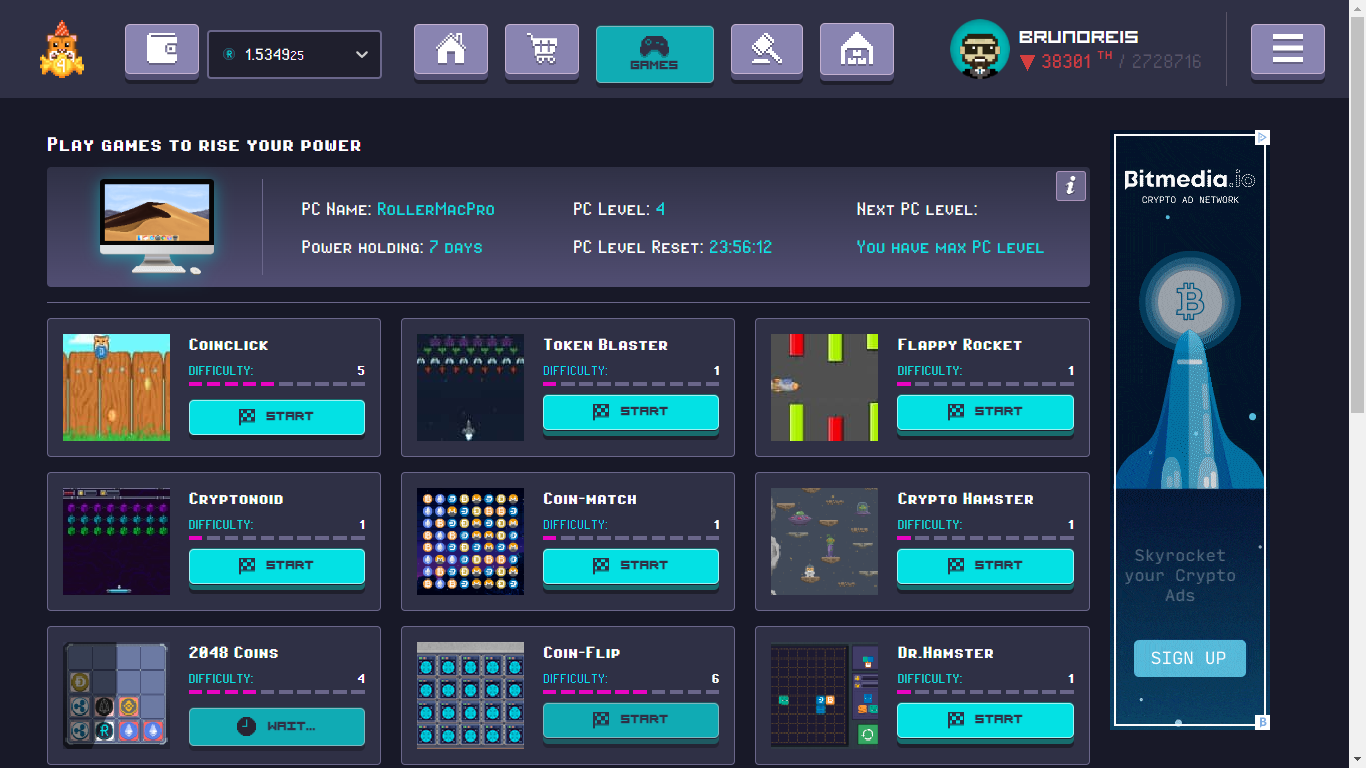 1.534925
GAMES
BRUNOREIS
38301 TH / 2728716
Play games to rise your power
PC Name: RollerMacPro
PC Level: 4
Next PC level:
Power holding: 7 days
PC Level Reset: 23:56:12
You have max PC level
i
Bitmedia.io
CRYPTO AD NETWORK
Coinclick
DIFFICULTY: 5
START
Token Blaster
DIFFICULTY: 1
START
Flappy Rocket
DIFFICULTY: 1
START
Cryptonoid
DIFFICULTY: 1
START
Coin-match
DIFFICULTY: 1
START
Crypto Hamster
DIFFICULTY: 1
START
2048 Coins
DIFFICULTY: 4
WAIT...
Coin-Flip
DIFFICULTY: 6
START
Dr.Hamster
DIFFICULTY: 1
START
Skyrocket
your Crypto
Ads
SIGN UP